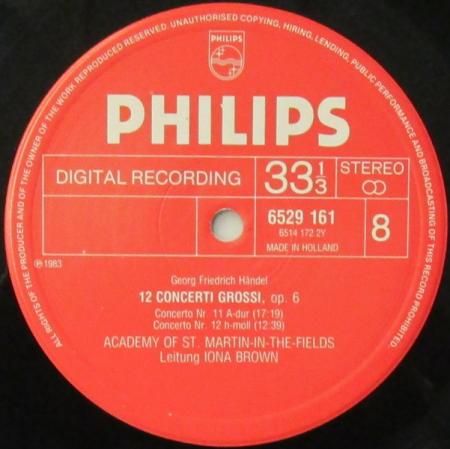 ALL RIGHTS OF THE PRODUCER AND OF THE OWNER OF THE WORK REPRODUCED RESERVED. UNAUTHORISED COPYING, HIRING, LENDING, PUBLIC PERFORMANCE AND BROADCASTING OF THIS RECORD PROHIBITED.
PHILIPS
PHILIPS
DIGITAL RECORDING
33 1/3
STEREO
6529 161
6514 172 2Y
MADE IN HOLLAND
8
℗ 1983
Georg Friedrich Händel
12 CONCERTI GROSSI, op. 6
Concerto Nr. 11 A-dur (17:19)
Concerto Nr. 12 h-moll (12:39)
ACADEMY OF ST. MARTIN-IN-THE-FIELDS
Leitung IONA BROWN